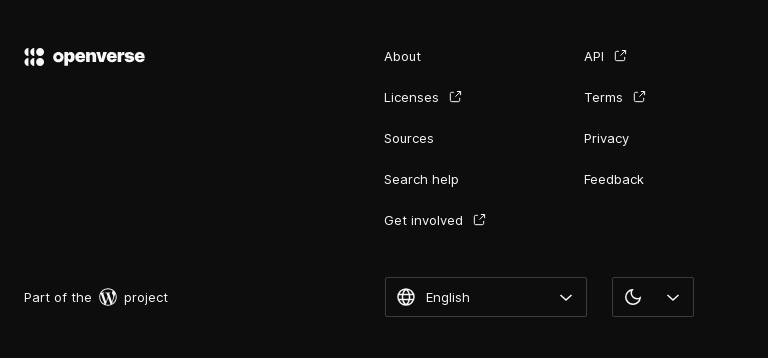 openverse
About
Licenses
Sources
Search help
Get involved
API
Terms
Privacy
Feedback
Part of the project
English